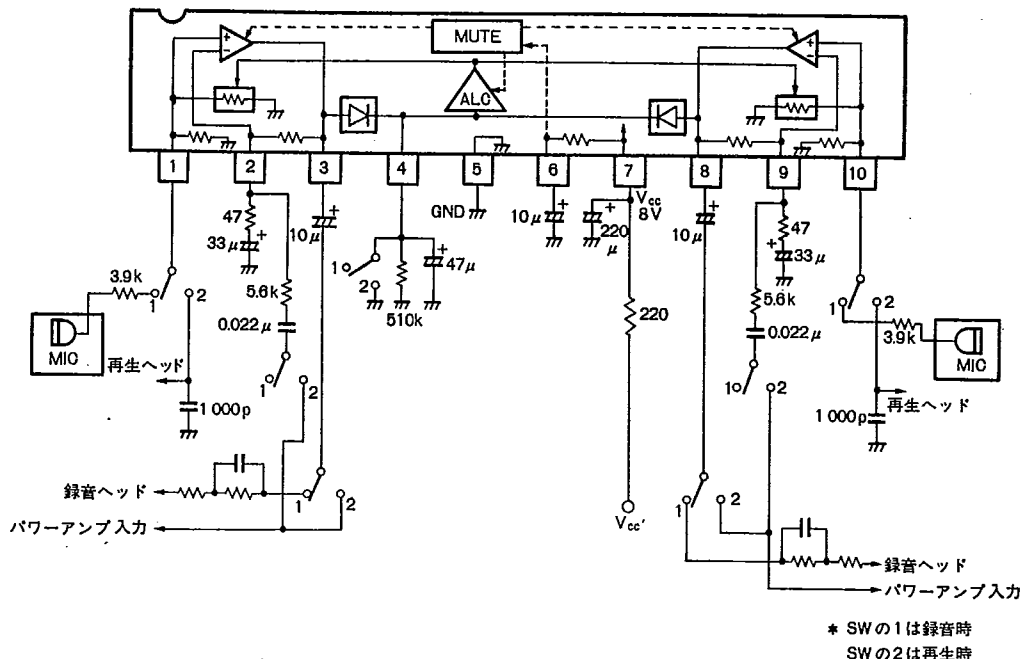 MUTE
ALC
1 2 3 4 5 6 7 8 9 10
GND
10μ
Vcc
8V
220μ
10μ
47
33μ
10μ
5.6k
0.022μ
1
2
510k
47μ
220
47
33μ
5.6k
0.022μ
3.9k
1
2
MIC
再生ヘッド
1 000p
1
2
1
2
1
2
3.9k
MIC
再生ヘッド
1 000p
録音ヘッド
1
2
パワーアンプ入力
Vcc'
1
2
録音ヘッド
パワーアンプ入力
* SWの1は録音時
SWの2は再生時